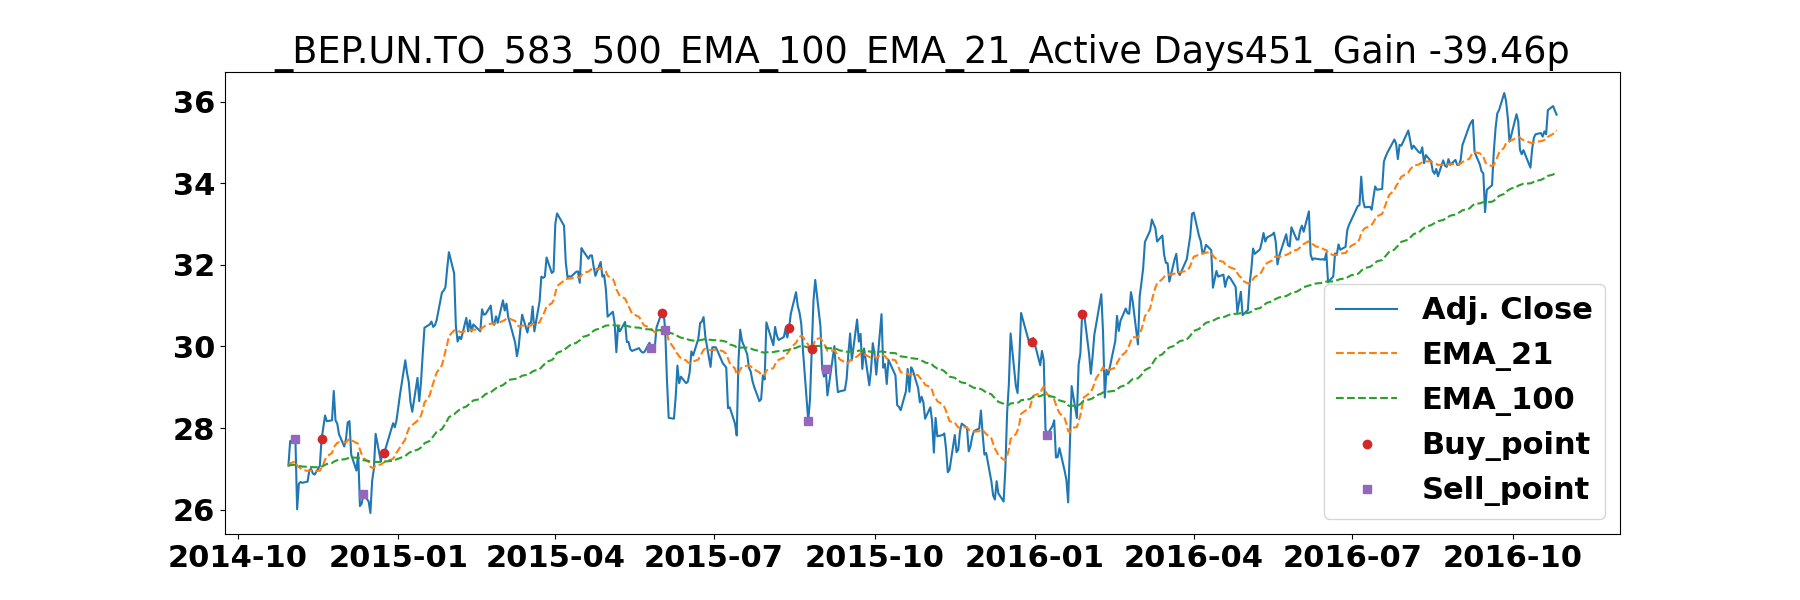 _BEP.UN.TO_583_500_EMA_100_EMA_21_Active Days451_Gain -39.46p
36
34
32
30
28
26
Adj. Close
EMA_21
EMA_100
Buy_point
Sell_point
2014-10 2015-01 2015-04 2015-07 2015-10 2016-01 2016-04 2016-07 2016-10